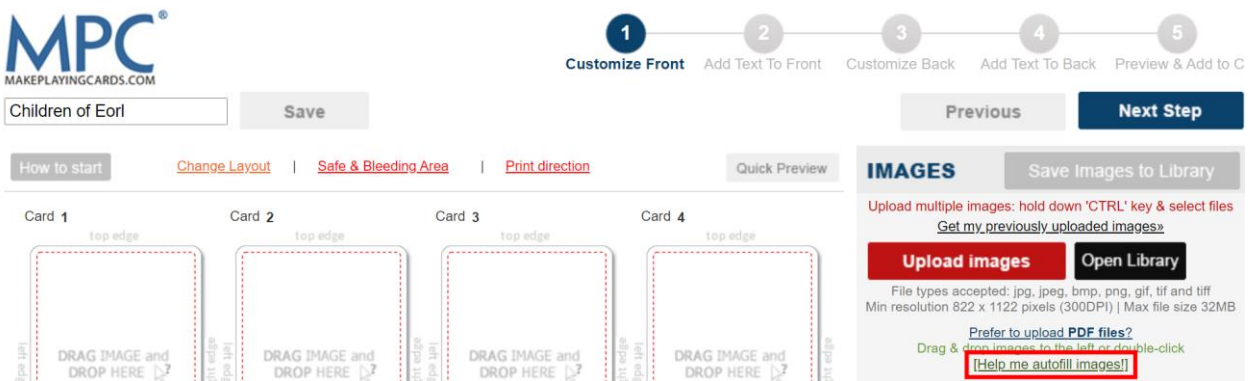 MPC®
MAKEPLAYINGCARDS.COM
1 2 3 4 5
Customize Front Add Text To Front Customize Back Add Text To Back Preview & Add to C
Children of Eorl Save Previous Next Step
How to start Change Layout | Safe & Bleeding Area | Print direction Quick Preview
IMAGES Save Images to Library
Upload multiple images: hold down 'CTRL' key & select files
Get my previously uploaded images»
Upload images Open Library
File types accepted: jpg, jpeg, bmp, png, gif, tif and tiff
Min resolution 822 x 1122 pixels (300DPI) | Max file size 32MB
Prefer to upload PDF files?
Drag & drop images to the left or double-click
[Help me autofill images!]
Card 1 Card 2 Card 3 Card 4
top edge top edge top edge top edge
DRAG IMAGE and DRAG IMAGE and DRAG IMAGE and DRAG IMAGE and
DROP HERE ? DROP HERE ? DROP HERE ? DROP HERE ?